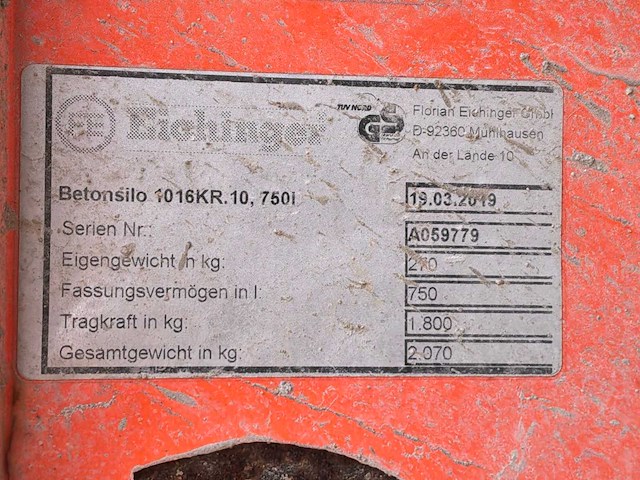 FE Eichinger
TÜV NORD GS
Florian Eichinger GmbH
D-92360 Mühlhausen
An der Lände 10
Betonsilo 1016KR.10, 750l 19.03.2019
Serien Nr.: A059779
Eigengewicht in kg: 270
Fassungsvermögen in l: 750
Tragkraft in kg: 1.800
Gesamtgewicht in kg: 2.070